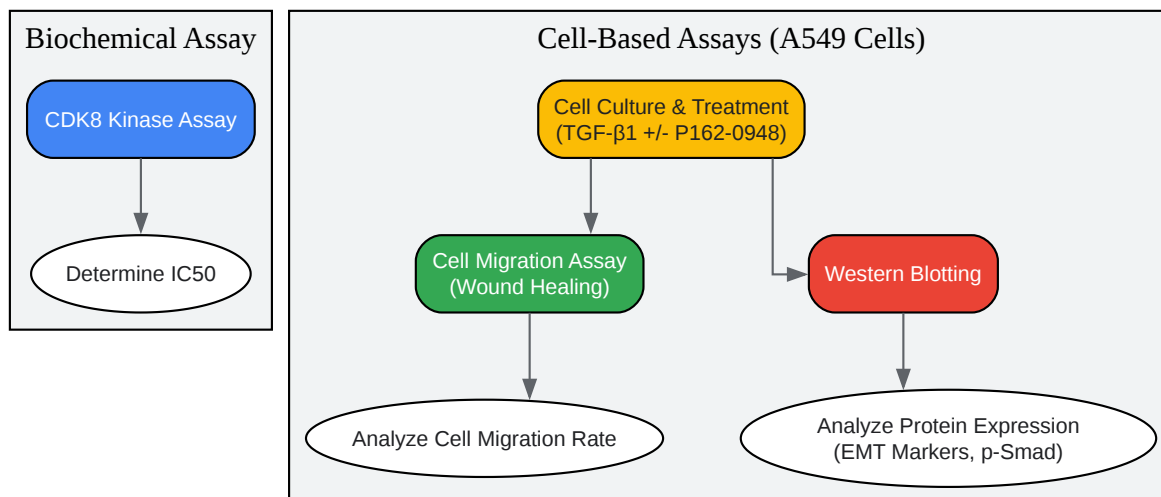 Biochemical Assay
CDK8 Kinase Assay
Determine IC50
Cell-Based Assays (A549 Cells)
Cell Culture & Treatment
(TGF-β1 +/- P162-0948)
Cell Migration Assay
(Wound Healing)
Western Blotting
Analyze Cell Migration Rate
Analyze Protein Expression
(EMT Markers, p-Smad)